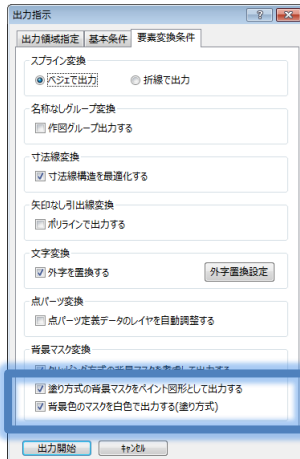 出力指示
出力領域指定 基本条件 要素変換条件
スプライン変換
ベジェで出力 折線で出力
名称なしグループ変換
作図グループ出力する
寸法線変換
寸法線構造を最適化する
矢印なし引出線変換
ポリラインで出力する
文字変換
外字を置換する 外字置換設定
点パーツ変換
点パーツ定義データのレイヤを自動調整する
背景マスク変換
塗り方式の背景マスクをペイント図形として出力する
背景色のマスクを白色で出力する(塗り方式)
出力開始 キャンセル